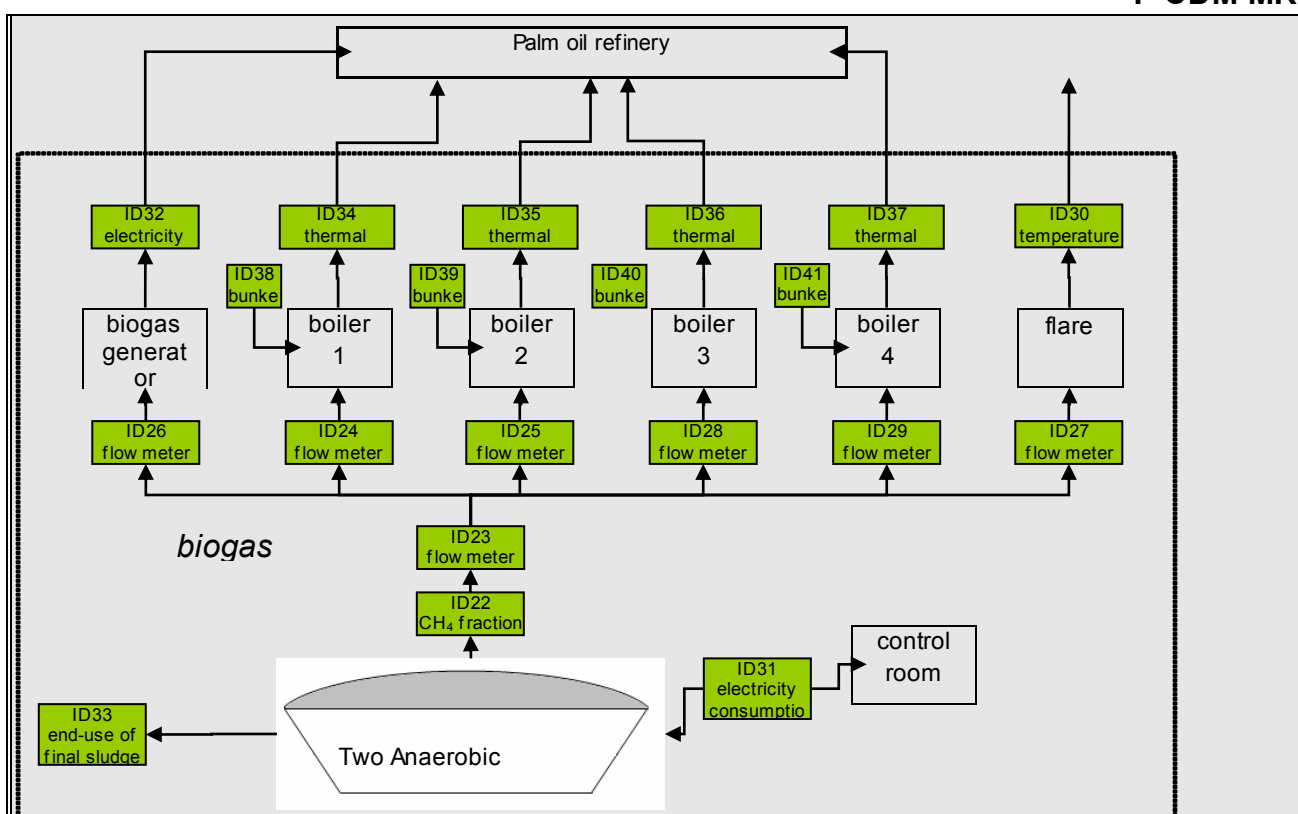 Palm oil refinery
ID32
electricity
ID34
thermal
ID35
thermal
ID36
thermal
ID37
thermal
ID30
temperature
ID38
bunke
ID39
bunke
ID40
bunke
ID41
bunke
biogas
generat
or
boiler
1
boiler
2
boiler
3
boiler
4
flare
ID26
flow meter
ID24
flow meter
ID25
flow meter
ID28
flow meter
ID29
flow meter
ID27
flow meter
biogas
ID23
flow meter
ID22
CH₄ fraction
control
room
ID31
electricity
consumptio
ID33
end-use of
final sludge
Two Anaerobic